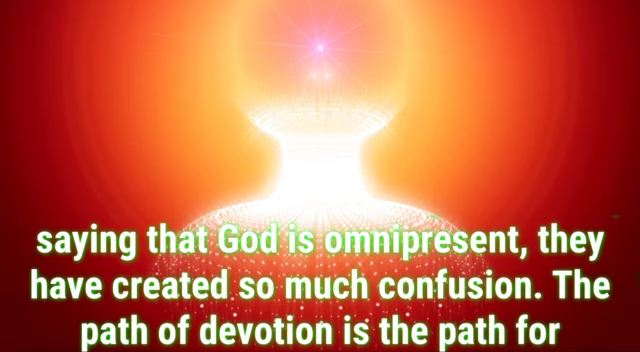 saying that God is omnipresent, they
have created so much confusion. The
path of devotion is the path for